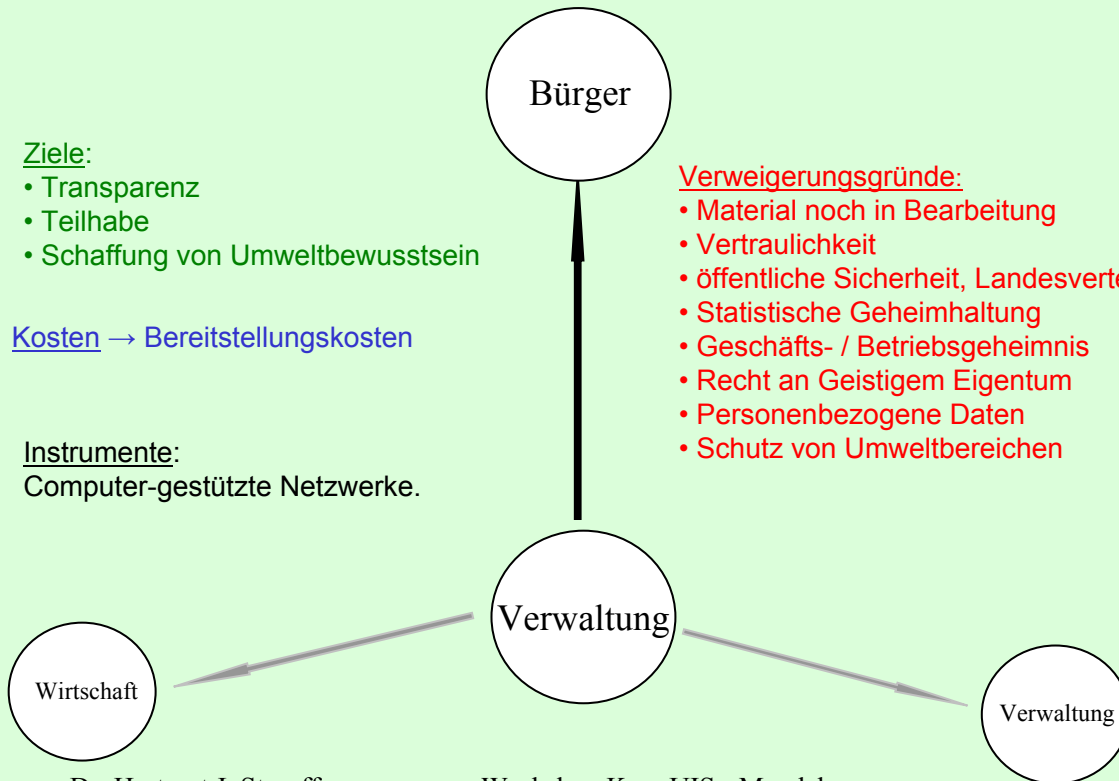 Bürger
Ziele:
• Transparenz
• Teilhabe
• Schaffung von Umweltbewusstsein
Kosten → Bereitstellungskosten
Instrumente:
Computer-gestützte Netzwerke.
Verweigerungsgründe:
• Material noch in Bearbeitung
• Vertraulichkeit
• öffentliche Sicherheit,
• Statistische Geheimhaltung
• Geschäfts- / Betriebsgeheimnis
• Recht an Geistigem Eigentum
• Personenbezogene Daten
• Schutz von Umweltbereichen
Verwaltung
Wirtschaft
Verwaltung